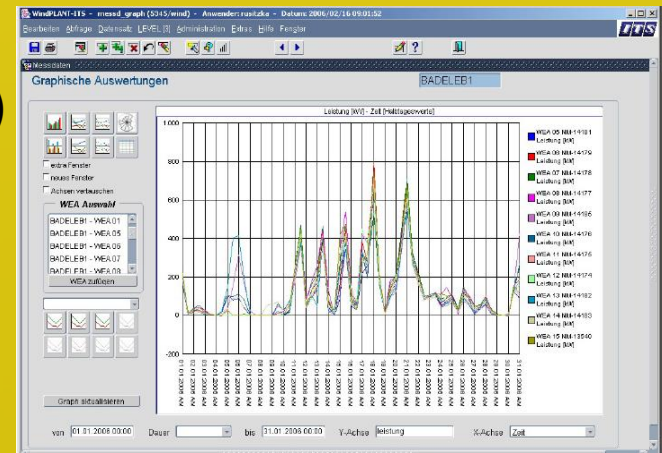 WindPLANT-ITS - messd_graph (5345/wind) - Anwender: rusitzka - Datum: 2006/02/16 09:01:52
Bearbeiten Abfrage Datensatz LEVEL [3] Administration Extras Hilfe Fenster
Messdaten
Graphische Auswertungen
BADELEB1
Leistung [kW] - Zeit [Halbtageswerte]
extra Fenster
neues Fenster
Achsen vertauschen
WEA Auswahl
BADELEB1 - WEA 01
BADELEB1 - WEA 05
BADELEB1 - WEA 06
BADELEB1 - WEA 07
BADELEB1 - WEA 08
WEA zufügen
Graph aktualisieren
1.000
800
600
400
200
0
-200
WEA 05 NM-14181
Leistung [kW]
WEA 06 NM-14179
Leistung [kW]
WEA 07 NM-14178
Leistung [kW]
WEA 08 NM-14177
Leistung [kW]
WEA 09 NM-14195
Leistung [kW]
WEA 10 NM-14176
Leistung [kW]
WEA 11 NM-14175
Leistung [kW]
WEA 12 NM-14174
Leistung [kW]
WEA 13 NM-14182
Leistung [kW]
WEA 14 NM-14183
Leistung [kW]
WEA 15 NM-13540
Leistung [kW]
von 01.01.2006 00:00 Dauer bis 31.01.2006 00:00 Y-Achse leistung X-Achse Zeit